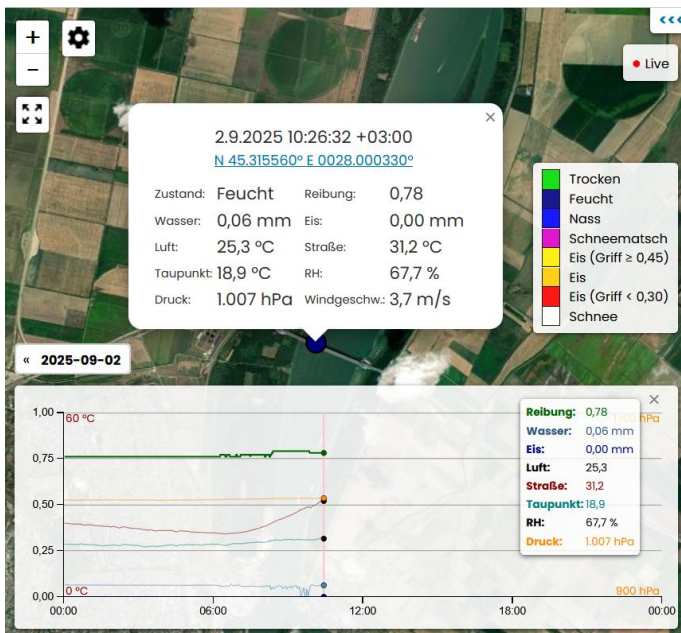 +
<<<
−
Live
×
2.9.2025 10:26:32 +03:00
N 45.315560° E 0028.000330°
Zustand: Feucht Reibung: 0,78
Wasser: 0,06 mm Eis: 0,00 mm
Luft: 25,3 °C Straße: 31,2 °C
Taupunkt: 18,9 °C RH: 67,7 %
Druck: 1.007 hPa Windgeschw.: 3,7 m/s
Trocken
Feucht
Nass
Schneematsch
Eis (Griff ≥ 0,45)
Eis
Eis (Griff < 0,30)
Schnee
« 2025-09-02
×
1,00
60 °C
hPa
0,75
0,50
0,25
0,00
0 °C
900 hPa
Reibung: 0,78
Wasser: 0,06 mm
Eis: 0,00 mm
Luft: 25,3
Straße: 31,2
Taupunkt: 18,9
RH: 67,7 %
Druck: 1.007 hPa
00:00 06:00 12:00 18:00 00:00